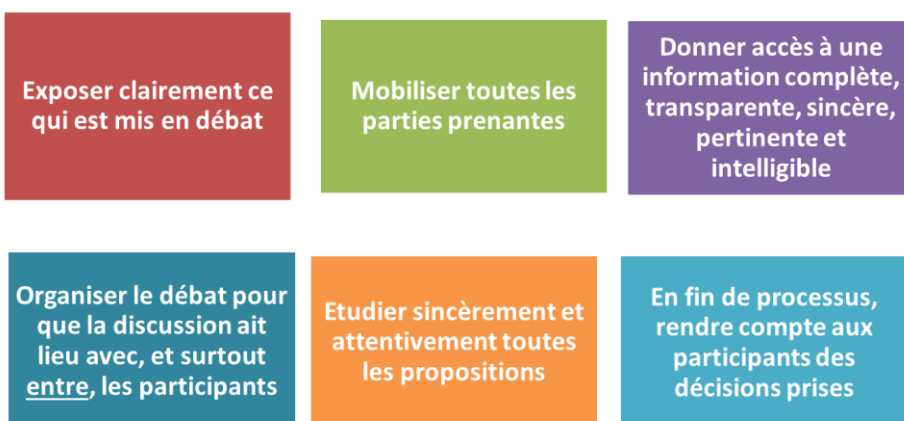 Exposer clairement ce
qui est mis en débat
Mobiliser toutes les
parties prenantes
Donner accès à une
information complète,
transparente, sincère,
pertinente et
intelligible
Organiser le débat pour
que la discussion ait
lieu avec, et surtout
entre, les participants
Etudier sincèrement et
attentivement toutes
les propositions
En fin de processus,
rendre compte aux
participants des
décisions prises